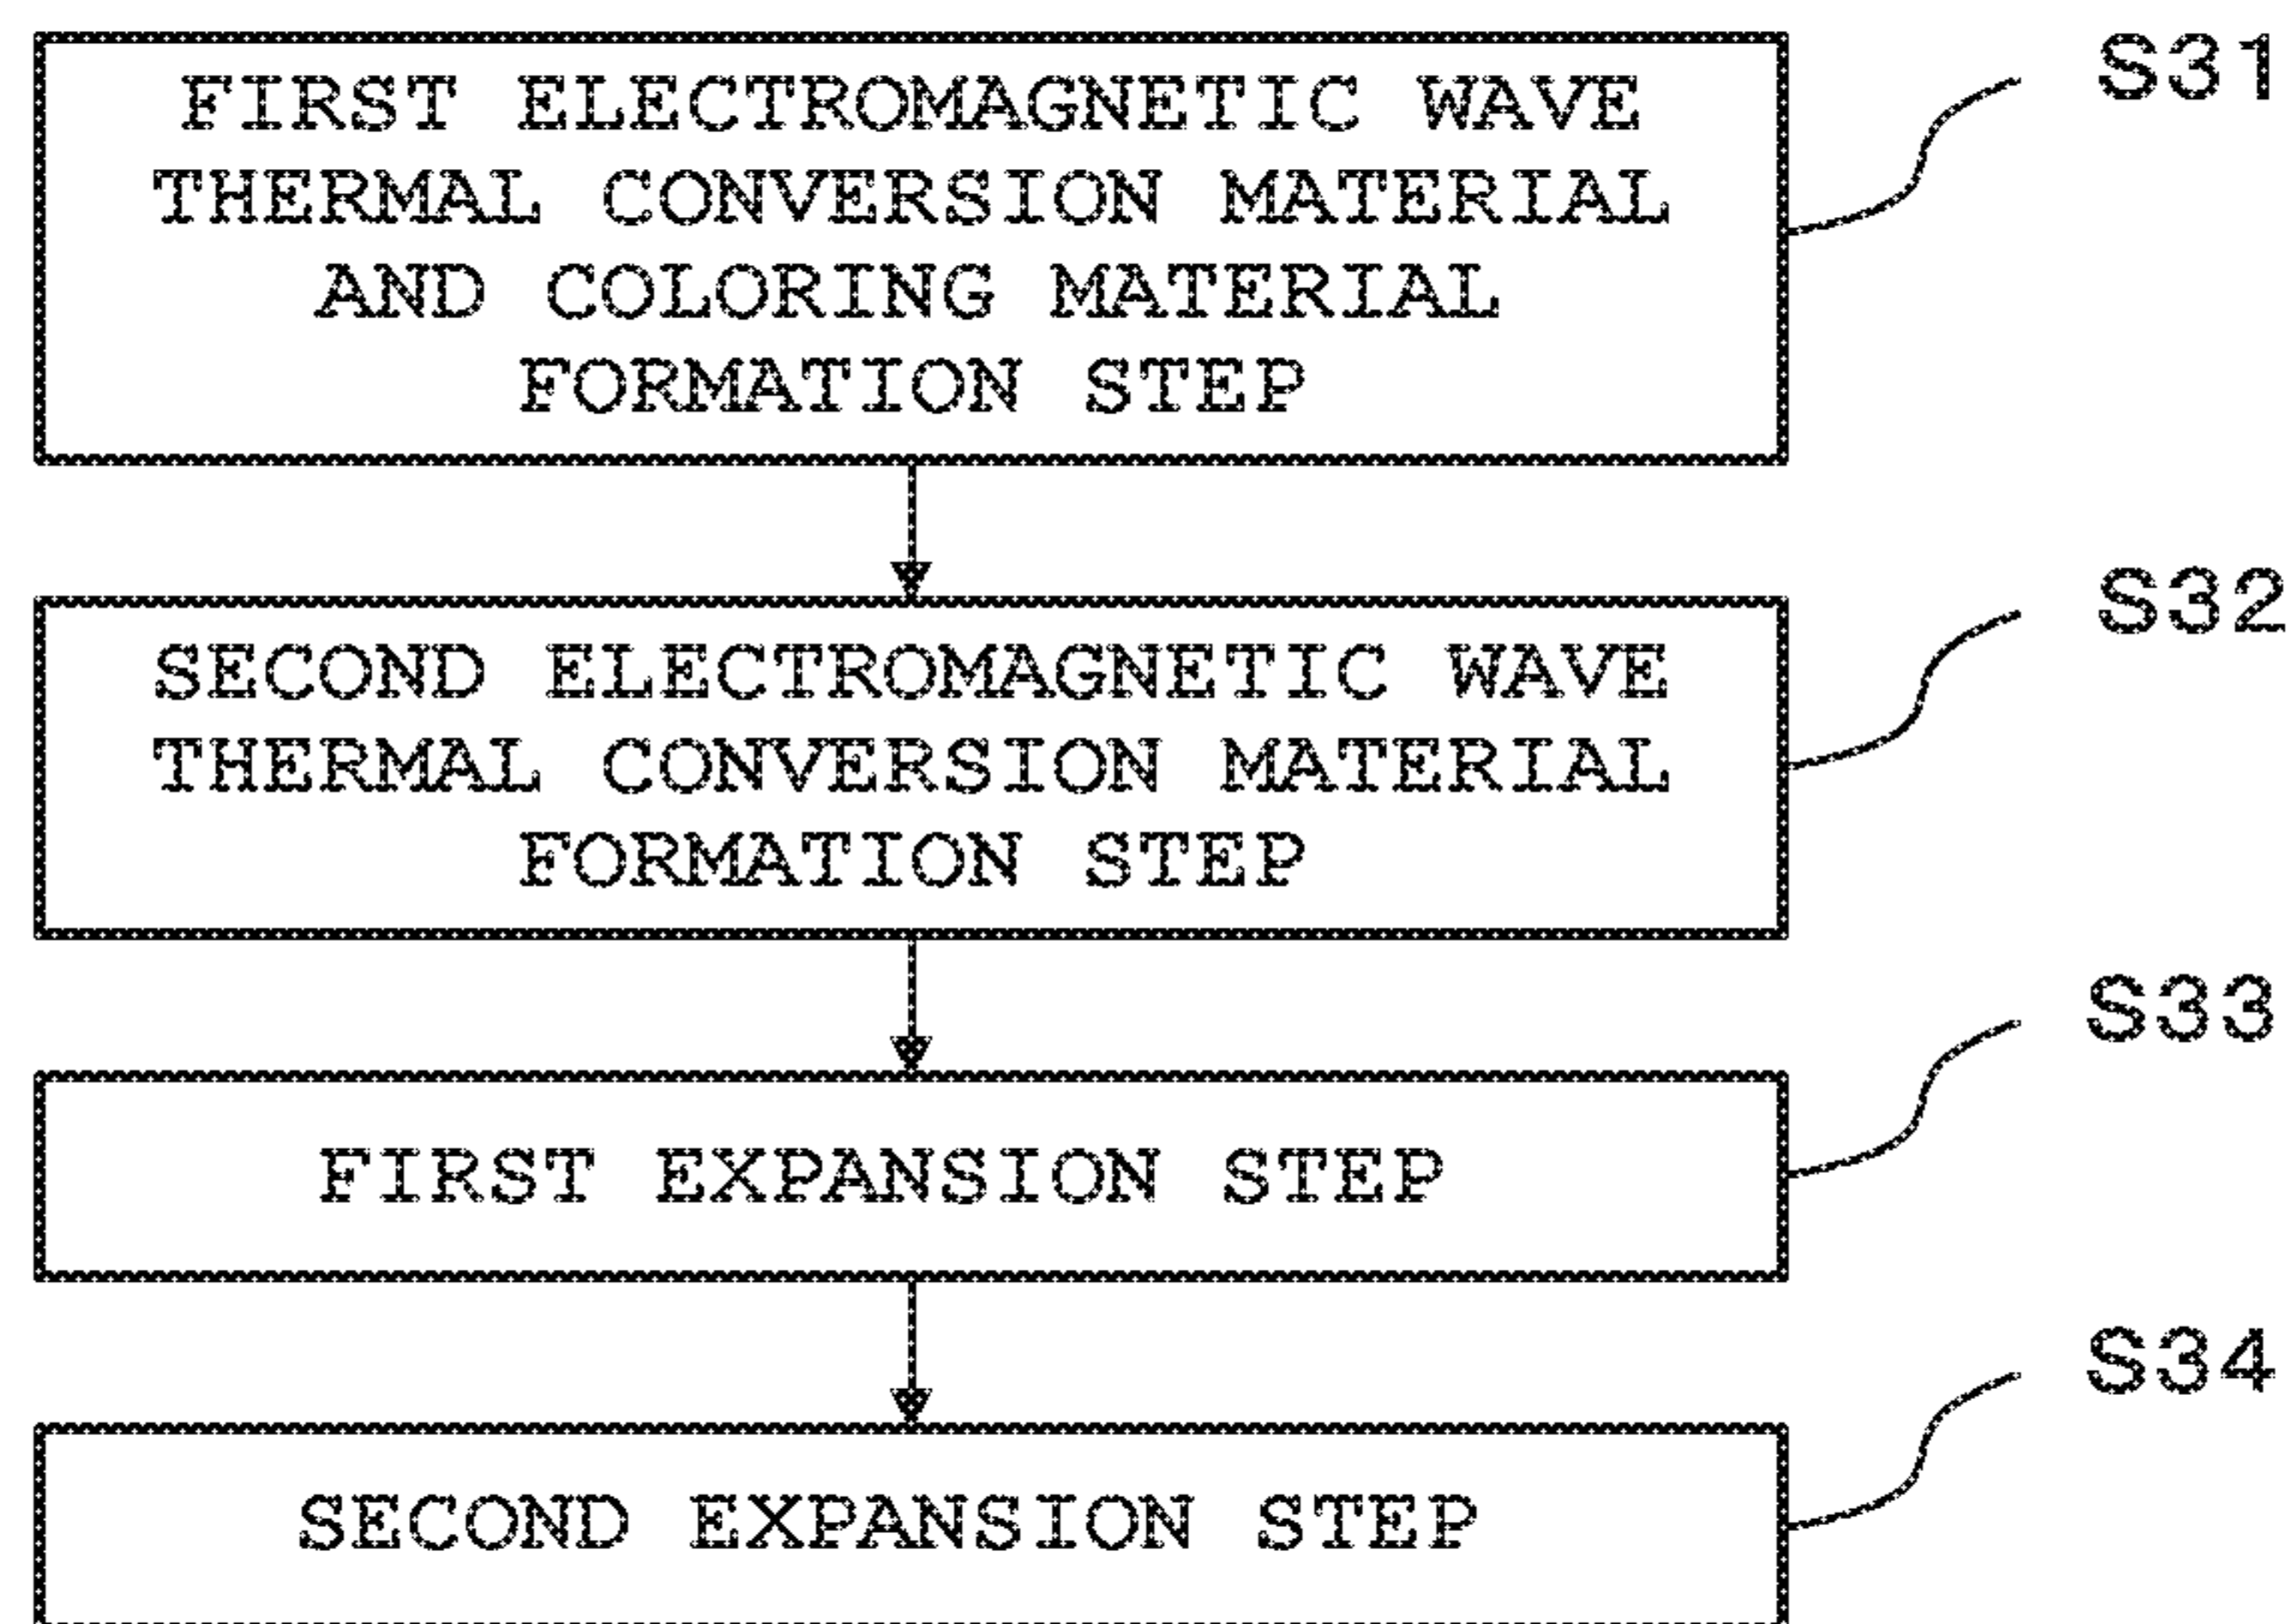 FIRST ELECTROMAGNETIC WAVE
THERMAL CONVERSION MATERIAL
AND COLORING MATERIAL
FORMATION STEP
S31
SECOND ELECTROMAGNETIC WAVE
THERMAL CONVERSION MATERIAL
FORMATION STEP
S32
FIRST EXPANSION STEP
S33
SECOND EXPANSION STEP
S34